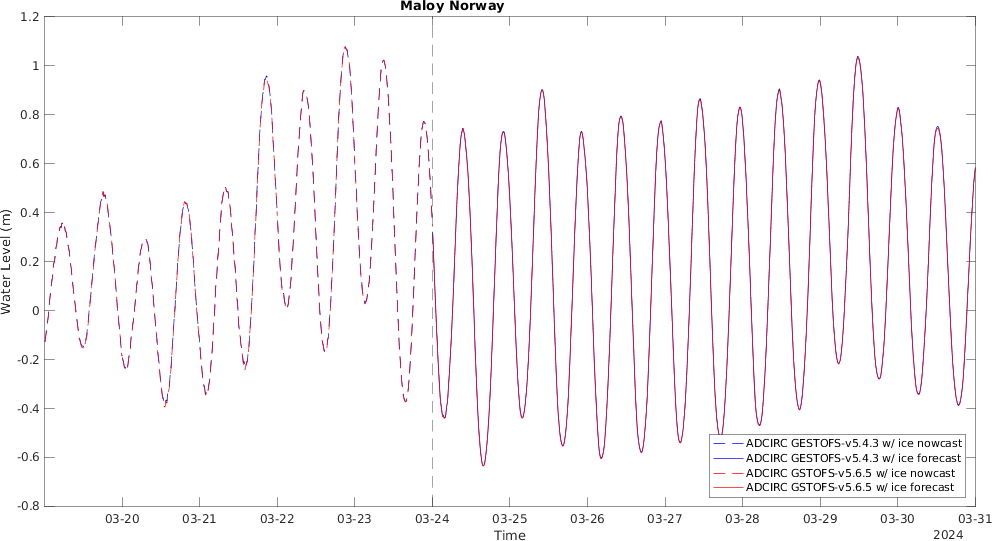 Maloy Norway
Water Level (m)
1.2
1
0.8
0.6
0.4
0.2
0
-0.2
-0.4
-0.6
-0.8
ADCIRC GESTOFS-v5.4.3 w/ ice nowcast
ADCIRC GESTOFS-v5.4.3 w/ ice forecast
ADCIRC GSTOFS-v5.6.5 w/ ice nowcast
ADCIRC GSTOFS-v5.6.5 w/ ice forecast
03-20 03-21 03-22 03-23 03-24 03-25 03-26 03-27 03-28 03-29 03-30 03-31
Time
2024